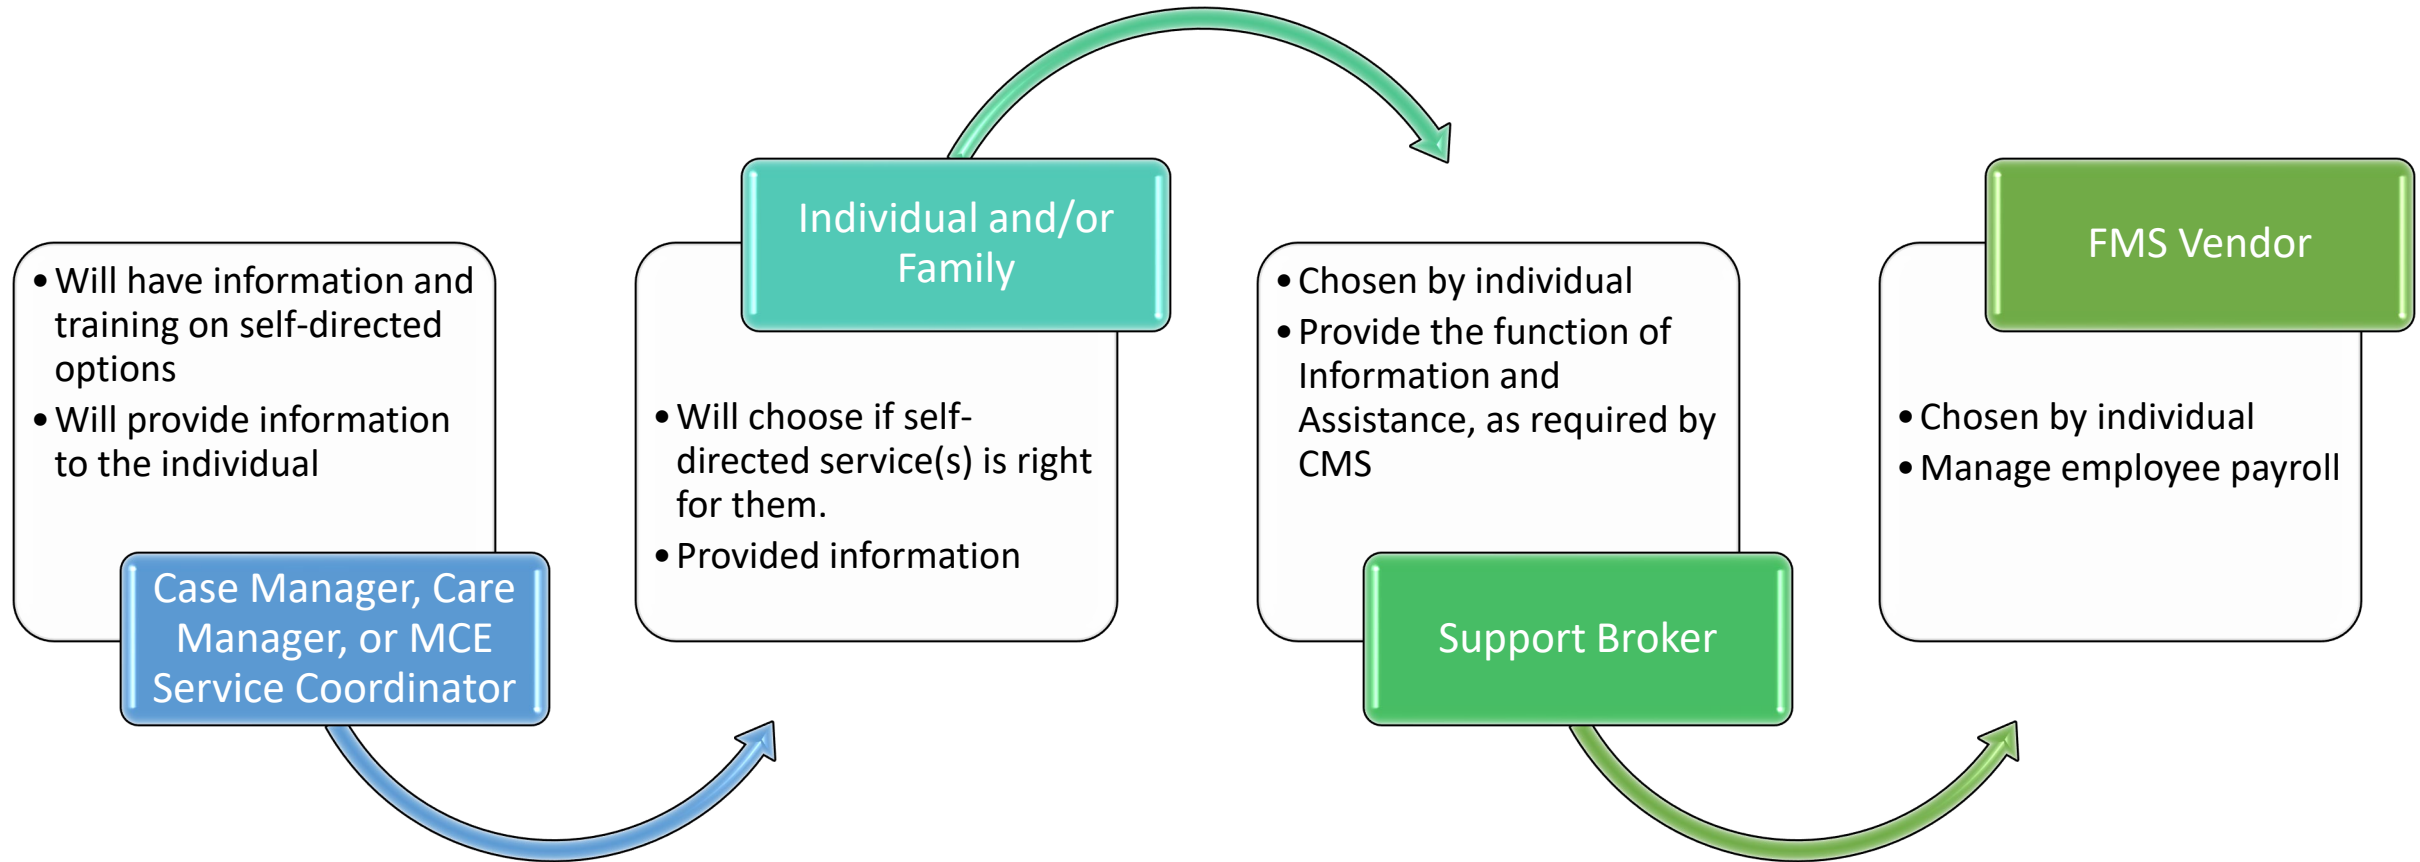 • Will have information and
training on self-directed
options
• Will provide information
to the individual
Case Manager, Care
Manager, or MCE
Service Coordinator
Individual and/or
Family
• Will choose if self-
directed service(s) is right
for them.
• Provided information
• Chosen by individual
• Provide the function of
Information and
Assistance, as required by
CMS
Support Broker
FMS Vendor
• Chosen by individual
• Manage employee payroll